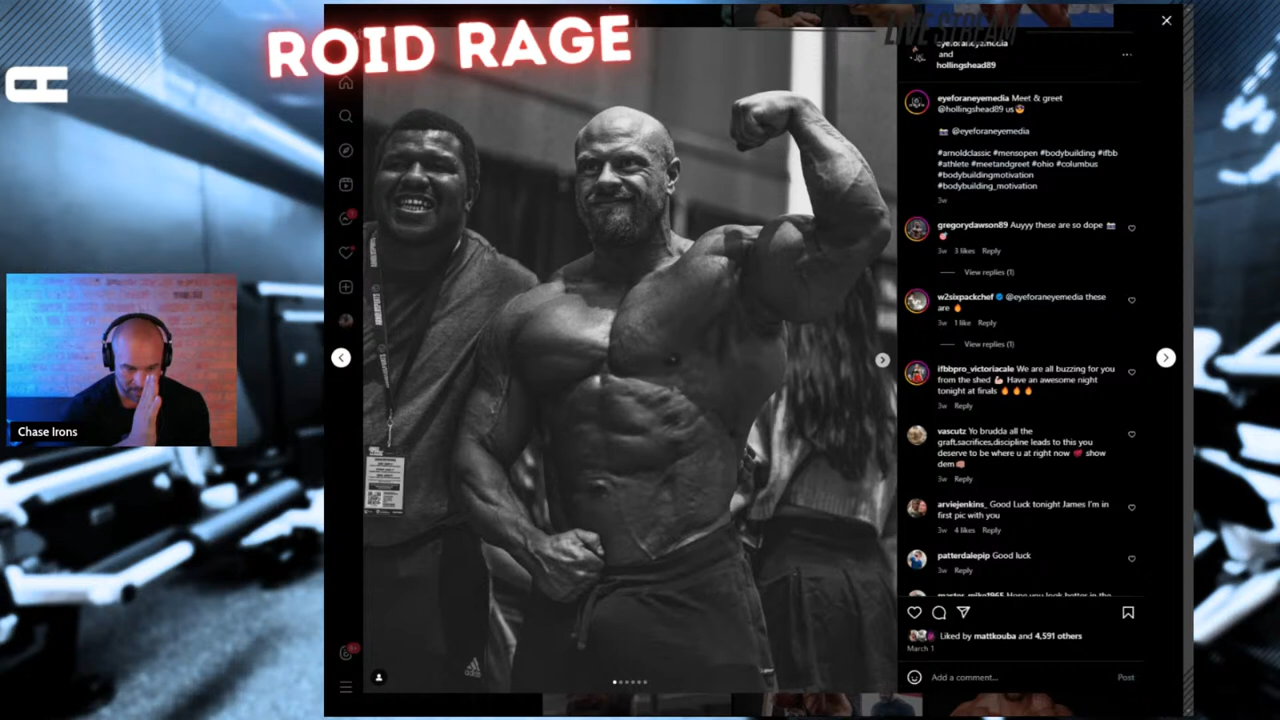 ROID RAGE
LIVE STREAM
A
eyeforaneyemedia
and
hollingshead89
eyeforaneyemedia Meet & greet
@hollingshead89 us😍
📷 @eyeforaneyemedia
#arnoldclassic #mensopen #bodybuilding #ifbb
#athlete #meetandgreet #ohio #columbus
#bodybuildingmotivation
#bodybuilding_motivation
3w
gregorydawson89 Auyyy these are so dope 📷
🎯
3w 3 likes Reply
View replies (1)
w2sixpackchef @eyeforaneyemedia these
are 🔥
3w 1 like Reply
View replies (1)
ifbbpro_victoriacale We are all buzzing for you
from the shed 💪🏻 Have an awesome night
tonight at finals 🔥 🔥 🔥
3w Reply
vascutz Yo brudda all the
graft,sacrifices,discipline leads to this you
deserve to be where u at right now ❤️ show
dem👊🏼
3w Reply
arviejenkins_ Good Luck tonight James I'm in
first pic with you
3w 4 likes Reply
patterdalepip Good luck
3w Reply
Liked by mattkouba and 4,591 others
March 1
Add a comment...
Post
Chase Irons
adidas